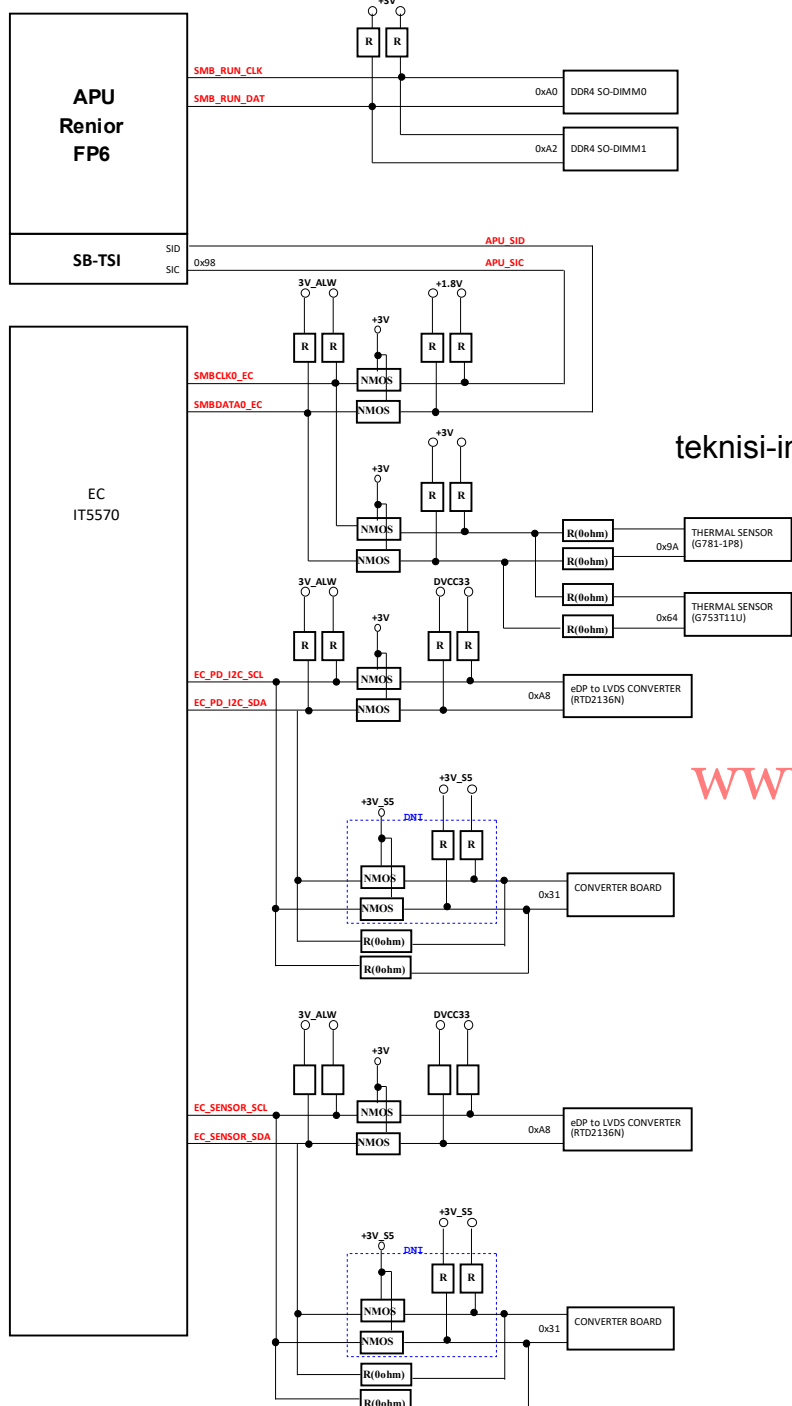 +3V
R
R
APU
Renior
FP6
SMB_RUN_CLK
SMB_RUN_DAT
0xA0
DDR4 SO-DIMM0
0xA2
DDR4 SO-DIMM1
SB-TSI
SID
SIC
0x98
APU_SID
APU_SIC
3V_ALW
+1.8V
+3V
R
R
R
R
SMBCLK0_EC
NMOS
SMBDATA0_EC
NMOS
+3V
teknisi-in
+3V
EC
IT5570
R
R
NMOS
R(0ohm)
THERMAL SENSOR
(G781-1P8)
0x9A
NMOS
R(0ohm)
3V_ALW
DVCC33
R(0ohm)
THERMAL SENSOR
(G753T11U)
0x64
+3V
R(0ohm)
R
R
R
R
EC_PD_I2C_SCL
NMOS
eDP to LVDS CONVERTER
(RTD2136N)
0xA8
EC_PD_I2C_SDA
NMOS
www
+3V_S5
+3V_S5
DNI
R
R
NMOS
CONVERTER BOARD
0x31
NMOS
R(0ohm)
R(0ohm)
3V_ALW
DVCC33
+3V
EC_SENSOR_SCL
NMOS
eDP to LVDS CONVERTER
(RTD2136N)
0xA8
EC_SENSOR_SDA
NMOS
+3V_S5
+3V_S5
DNI
R
R
NMOS
CONVERTER BOARD
0x31
NMOS
R(0ohm)
R(0ohm)